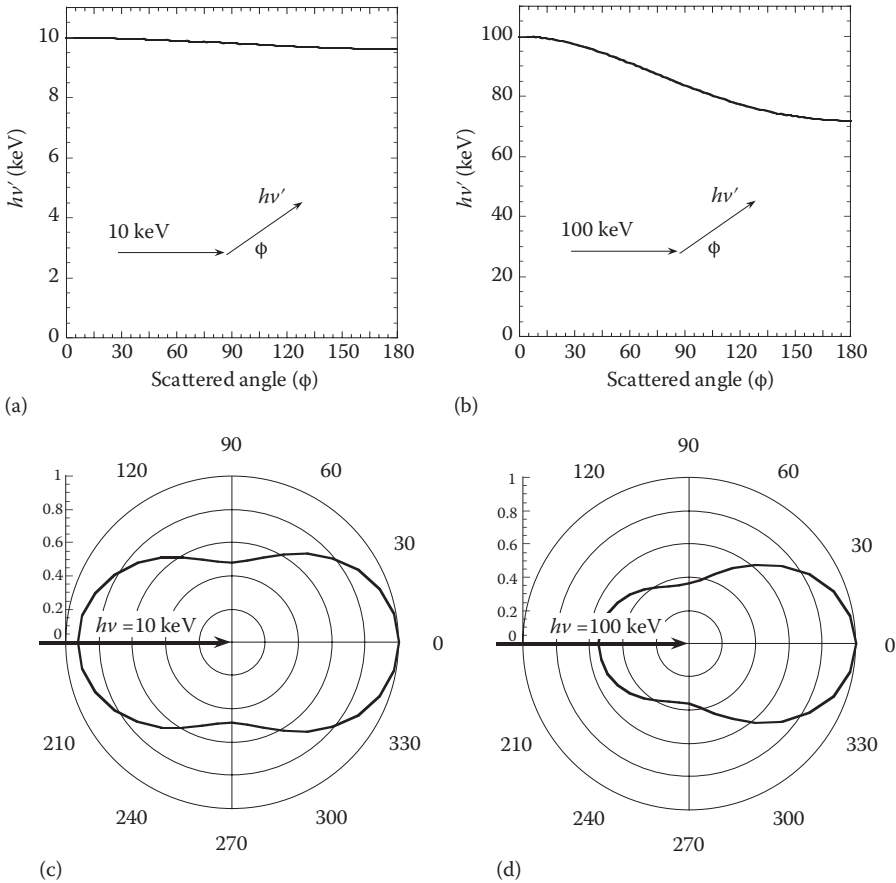 10
8
6
4
2
0
hν′ (keV)
hν′
10 keV
ϕ
0 30 60 90 120 150 180
Scattered angle (ϕ)
(a)
100
80
60
40
20
0
hν′ (keV)
hν′
100 keV
ϕ
0 30 60 90 120 150 180
Scattered angle (ϕ)
(b)
90
120 60
30
0
330
300
270
240
210
1
0.8
0.6
0.4
0.2
0
hν = 10 keV
(c)
90
120 60
30
0
330
300
270
240
210
1
0.8
0.6
0.4
0.2
0
hν = 100 keV
(d)